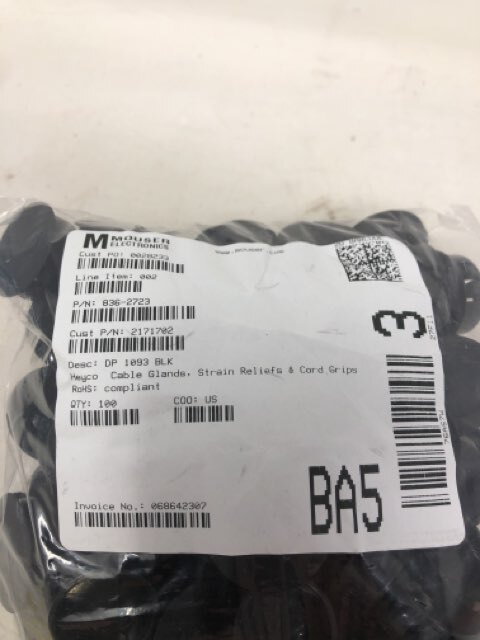 M MOUSER
ELECTRONICS
Cust PO: 0028233
Line Item: 002
P/N: 836-2723
Cust P/N: 2171702
Desc: DP 1093 BLK
Heyco Cable Glands, Strain Reliefs & Cord Grips
RoHS: compliant
QTY: 100
COO: US
Invoice No.: 068642307
3
BA5